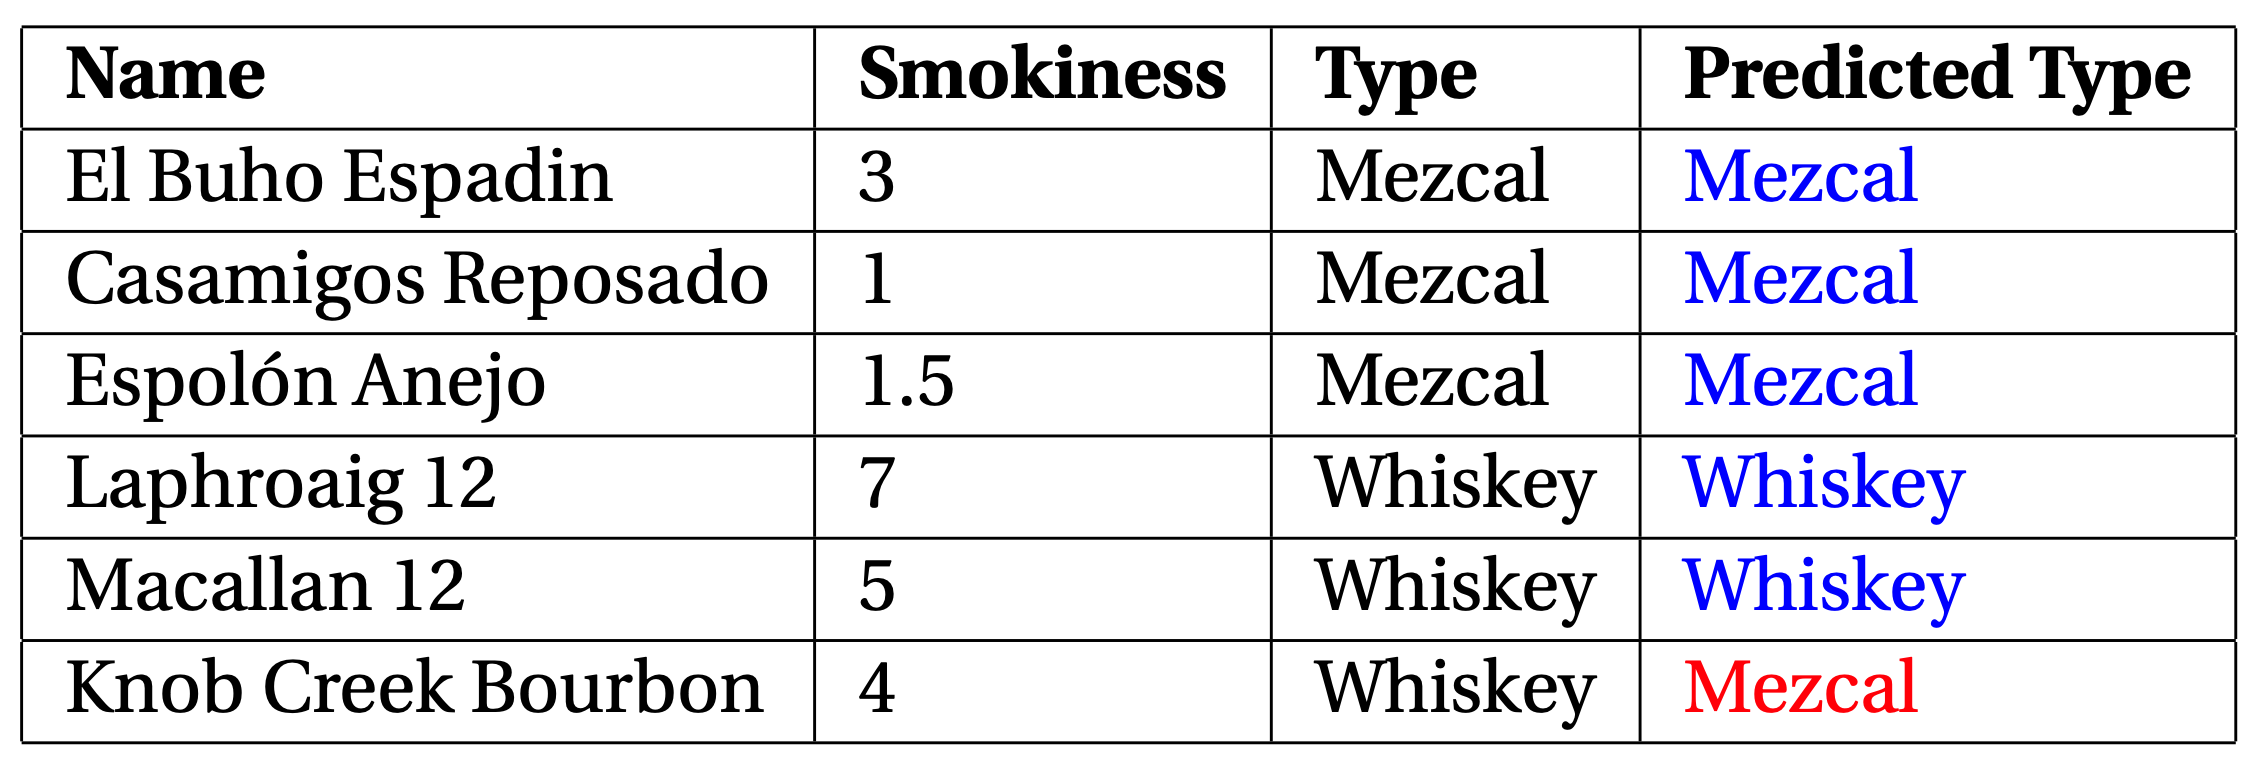 Name Smokiness Type Predicted Type
El Buho Espadin 3 Mezcal Mezcal
Casamigos Reposado 1 Mezcal Mezcal
Espolón Anejo 1.5 Mezcal Mezcal
Laphroaig 12 7 Whiskey Whiskey
Macallan 12 5 Whiskey Whiskey
Knob Creek Bourbon 4 Whiskey Mezcal